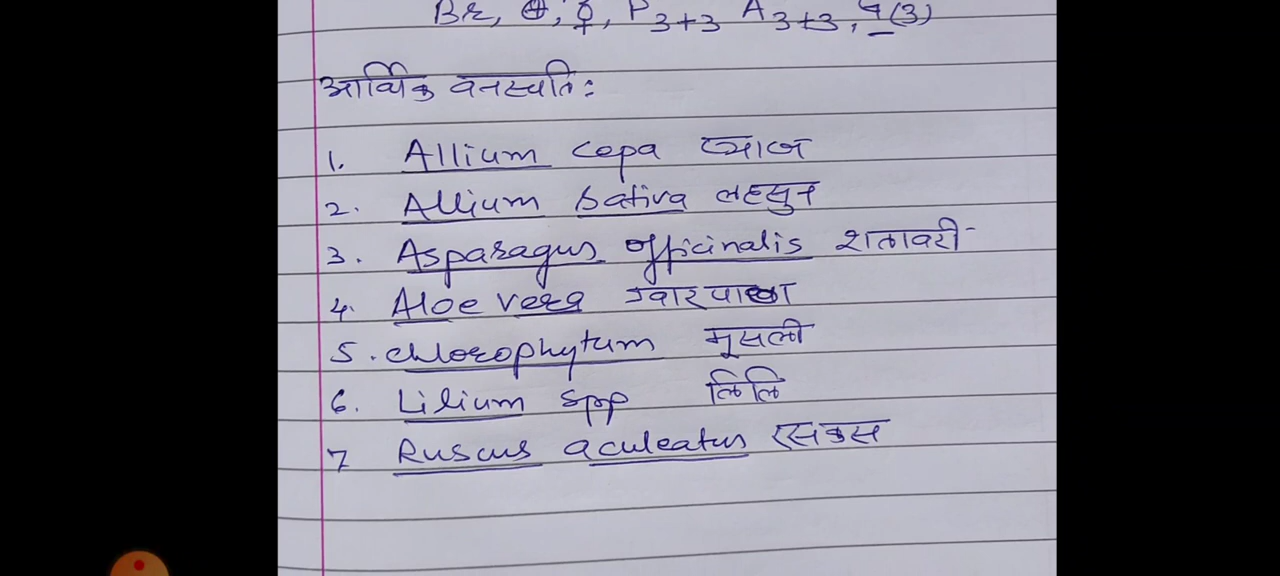 Br, ⊕, ⚥, P3+3 A3+3, G(3)
आर्थिक वनस्पति:
1. Allium cepa प्याज
2. Allium sativa लहसुन
3. Asparagus officinalis शतावरी
4. Aloe vera ग्वारपाठा
5. chlorophytum मूसली
6. Lilium spp लिलि
7 Ruscus aculeatus रसकस